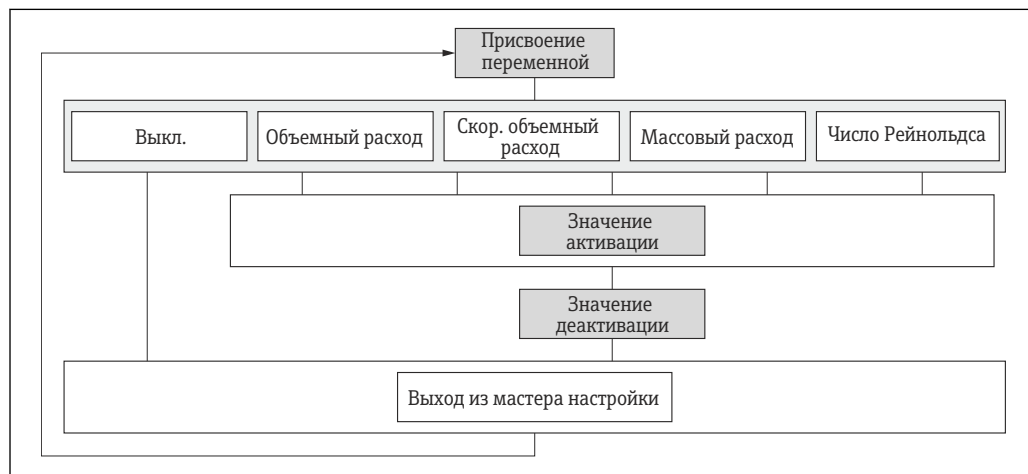 Присвоение
переменной
Выкл.
Объемный расход
Скор. объемный
расход
Массовый расход
Число Рейнольдса
Значение
активации
Значение
деактивации
Выход из мастера настройки